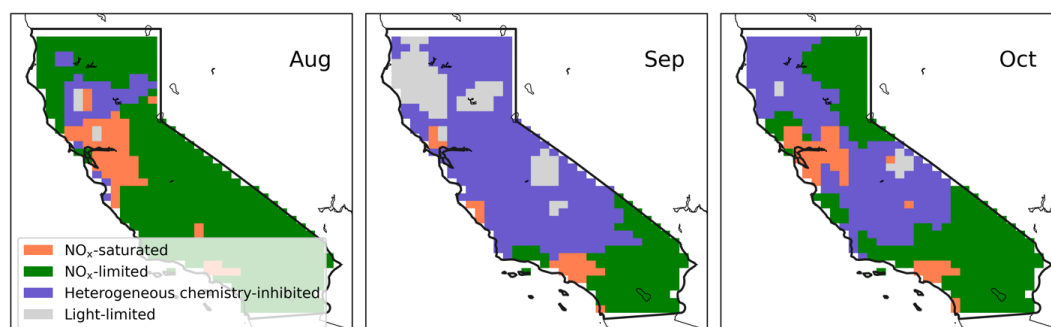 Aug
Sep
Oct
NOₓ-saturated
NOₓ-limited
Heterogeneous chemistry-inhibited
Light-limited